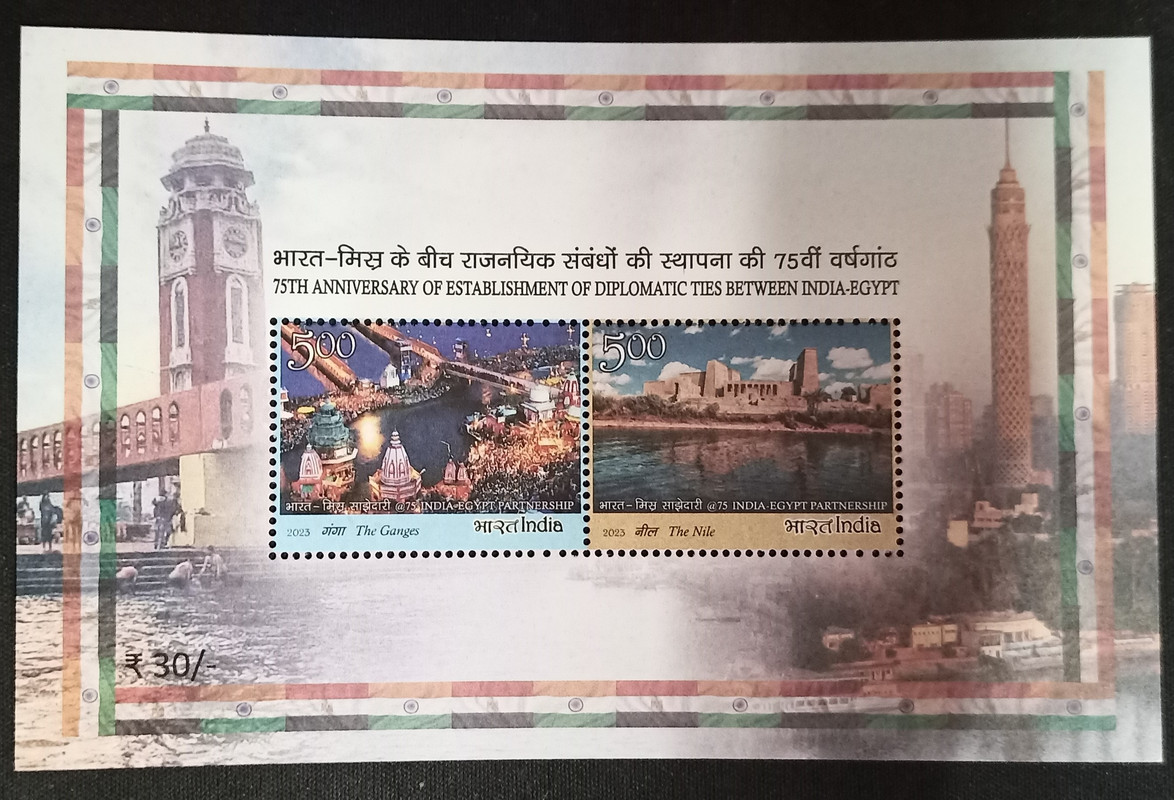 भारत-मिस्र के बीच राजनयिक संबंधों की स्थापना की 75वीं वर्षगांठ
75TH ANNIVERSARY OF ESTABLISHMENT OF DIPLOMATIC TIES BETWEEN INDIA-EGYPT
500
भारत - मिस्र साझेदारी @75 INDIA-EGYPT PARTNERSHIP
2023 गंगा The Ganges भारत India
500
भारत - मिस्र साझेदारी @75 INDIA-EGYPT PARTNERSHIP
2023 नील The Nile भारत India
₹ 30/-